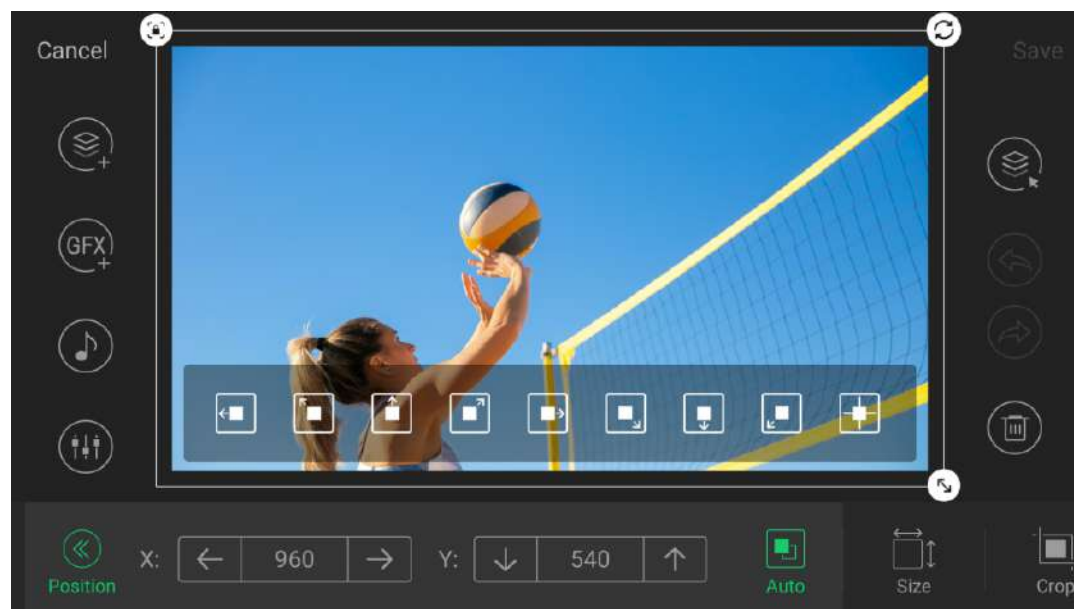 Cancel
Save
GFX
X:
960
Y:
540
Position
Auto
Size
Crop